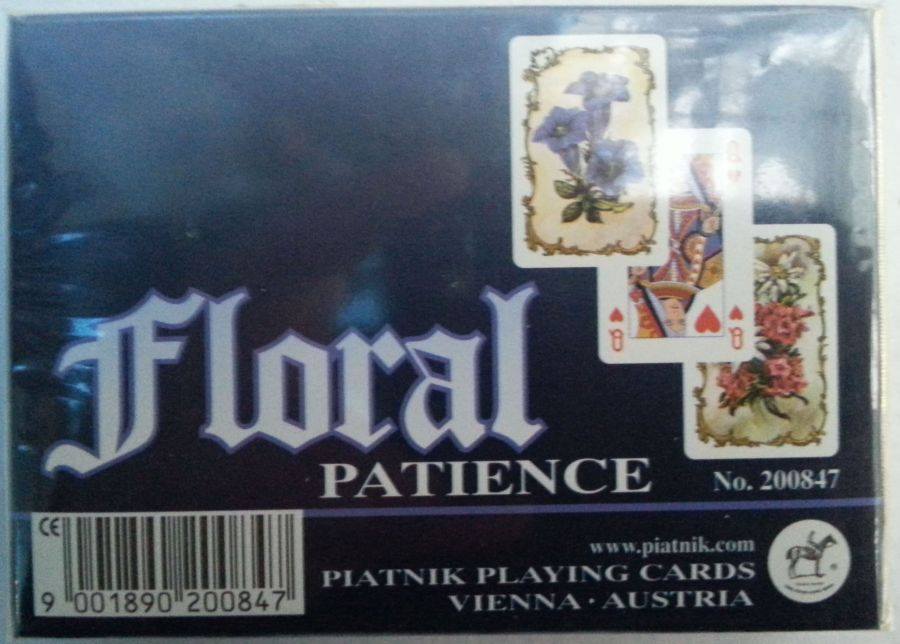 Floral
PATIENCE
No. 200847
www.piatnik.com
PIATNIK PLAYING CARDS
VIENNA · AUSTRIA
CE
9 001890 200847
Q
Q Q